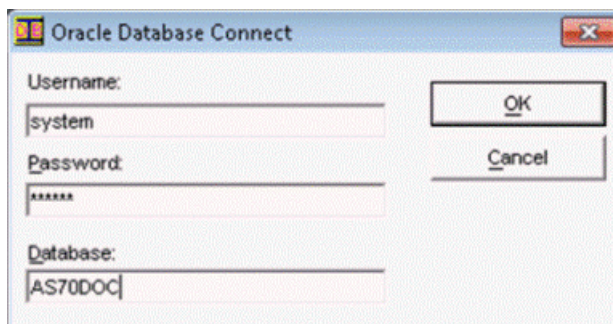 Oracle Database Connect
Username:
system
OK
Password:
Cancel
******
Database:
AS70DOC